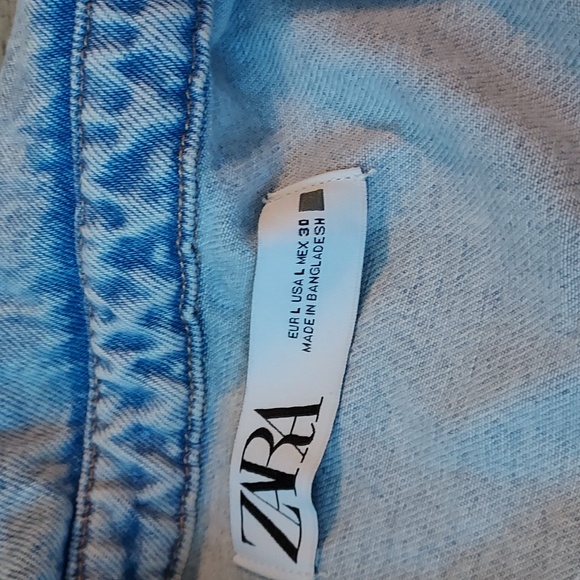 EUR L USA L MEX 30
MADE IN BANGLADESH
ZARA